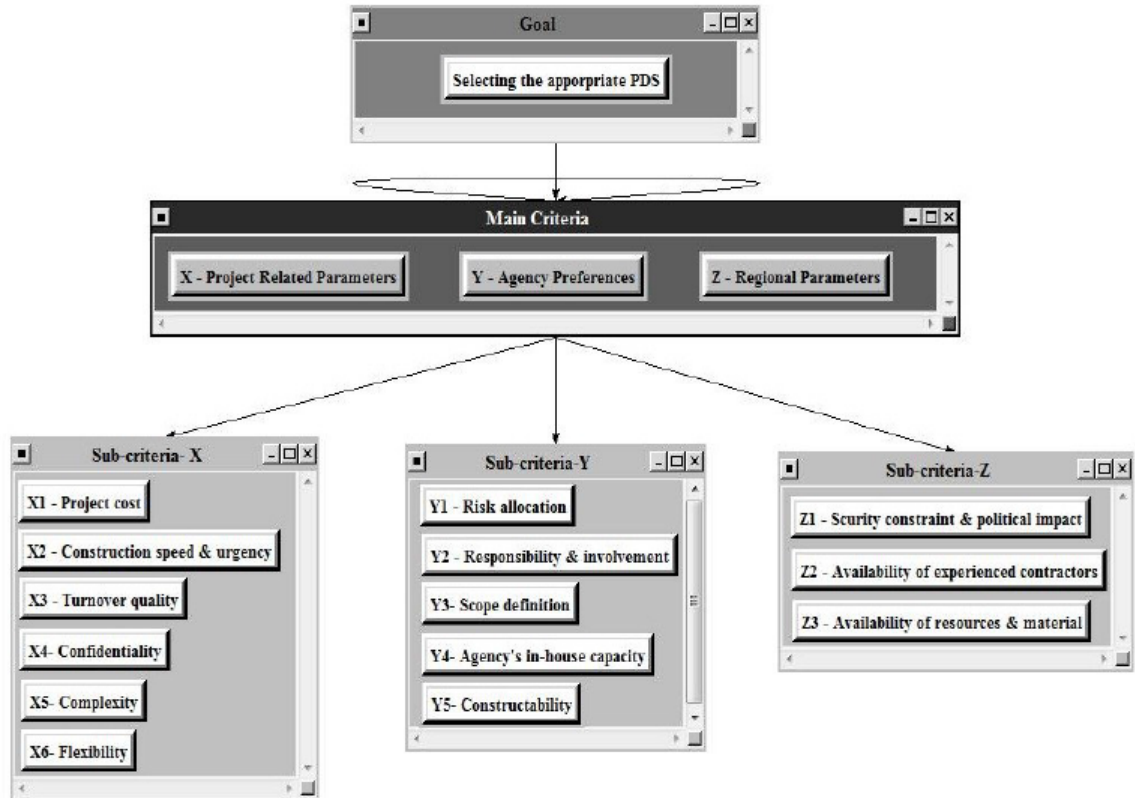 Goal
Selecting the apporpriate PDS
Main Criteria
X - Project Related Parameters
Y - Agency Preferences
Z - Regional Parameters
Sub-criteria- X
X1 - Project cost
X2 - Construction speed & urgency
X3 - Turnover quality
X4- Confidentiality
X5- Complexity
X6- Flexibility
Sub-criteria-Y
Y1 - Risk allocation
Y2 - Responsibility & involvement
Y3- Scope definition
Y4- Agency's in-house capacity
Y5- Constructability
Sub-criteria-Z
Z1 - Scurity constraint & political impact
Z2 - Availability of experienced contractors
Z3 - Availability of resources & material